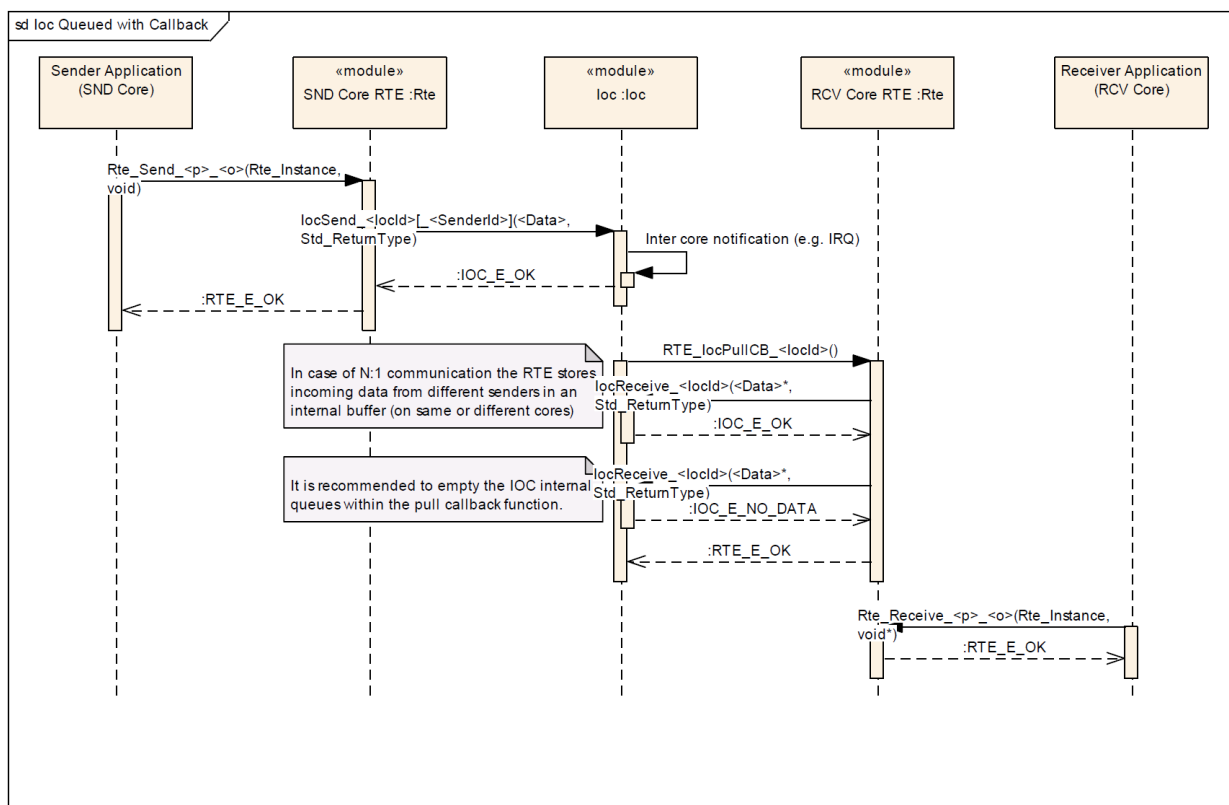 sd Ioc Queued with Callback
Sender Application
(SND Core)
«module»
SND Core RTE :Rte
«module»
Ioc :Ioc
«module»
RCV Core RTE :Rte
Receiver Application
(RCV Core)
Rte_Send_<p>_<o>(Rte_Instance,
void)
IocSend_<IocId>[_<SenderId>](<Data>,
Std_ReturnType)
Inter core notification (e.g. IRQ)
:IOC_E_OK
:RTE_E_OK
RTE_IocPullCB_<IocId>()
In case of N:1 communication the RTE stores
incoming data from different senders in an
internal buffer (on same or different cores)
IocReceive_<IocId>(<Data>*,
Std_ReturnType)
:IOC_E_OK
It is recommended to empty the IOC internal
queues within the pull callback function.
IocReceive_<IocId>(<Data>*,
Std_ReturnType)
:IOC_E_NO_DATA
:RTE_E_OK
Rte_Receive_<p>_<o>(Rte_Instance,
void*)
:RTE_E_OK